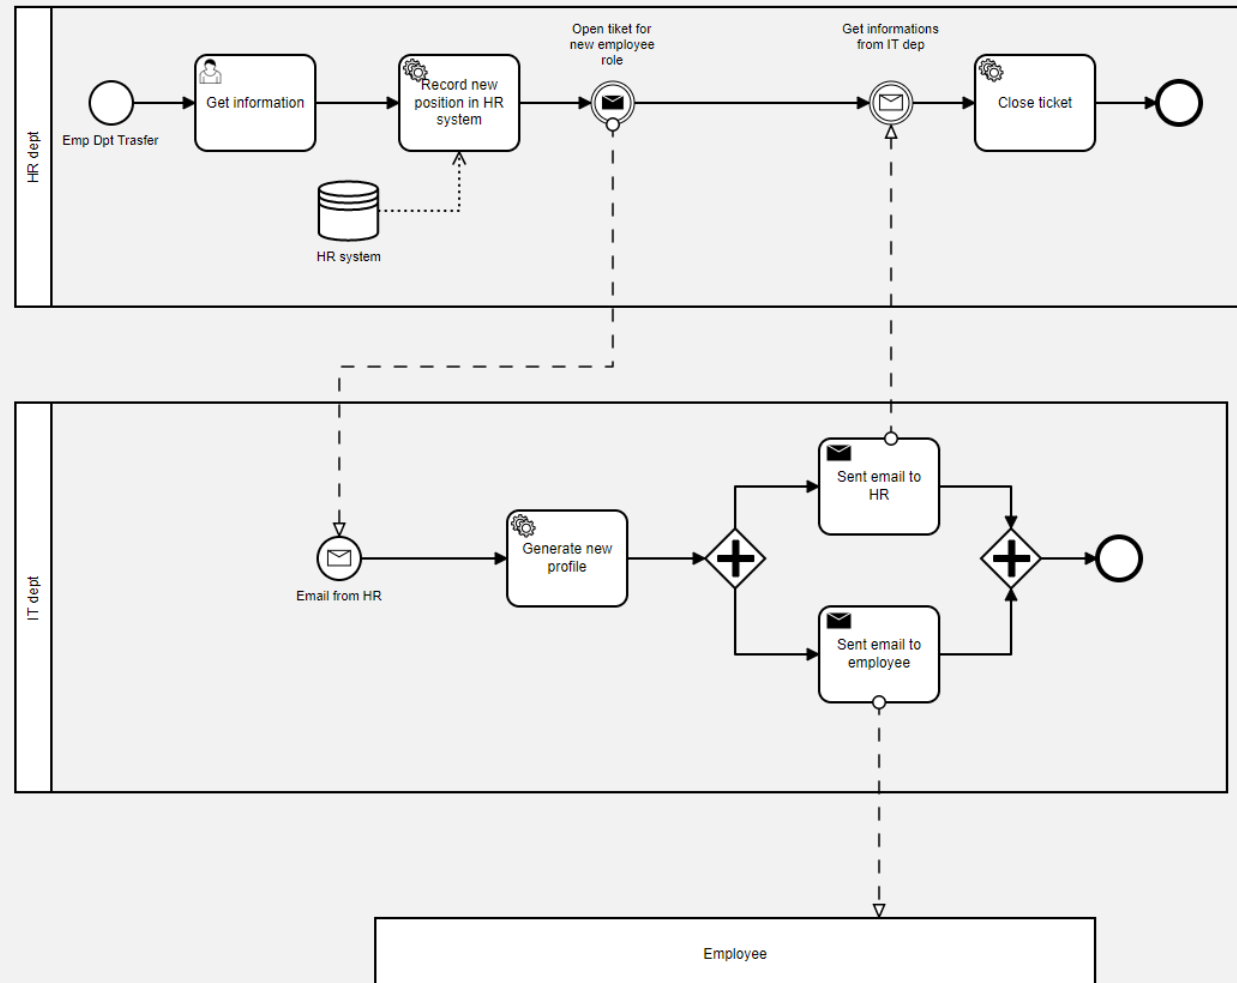 HR dept
Open tiket for
new employee
role
Get informations
from IT dep
Get information
Record new
position in HR
system
Close ticket
Emp Dpt Trasfer
HR system
IT dept
Sent email to
HR
Generate new
profile
Email from HR
Sent email to
employee
Employee